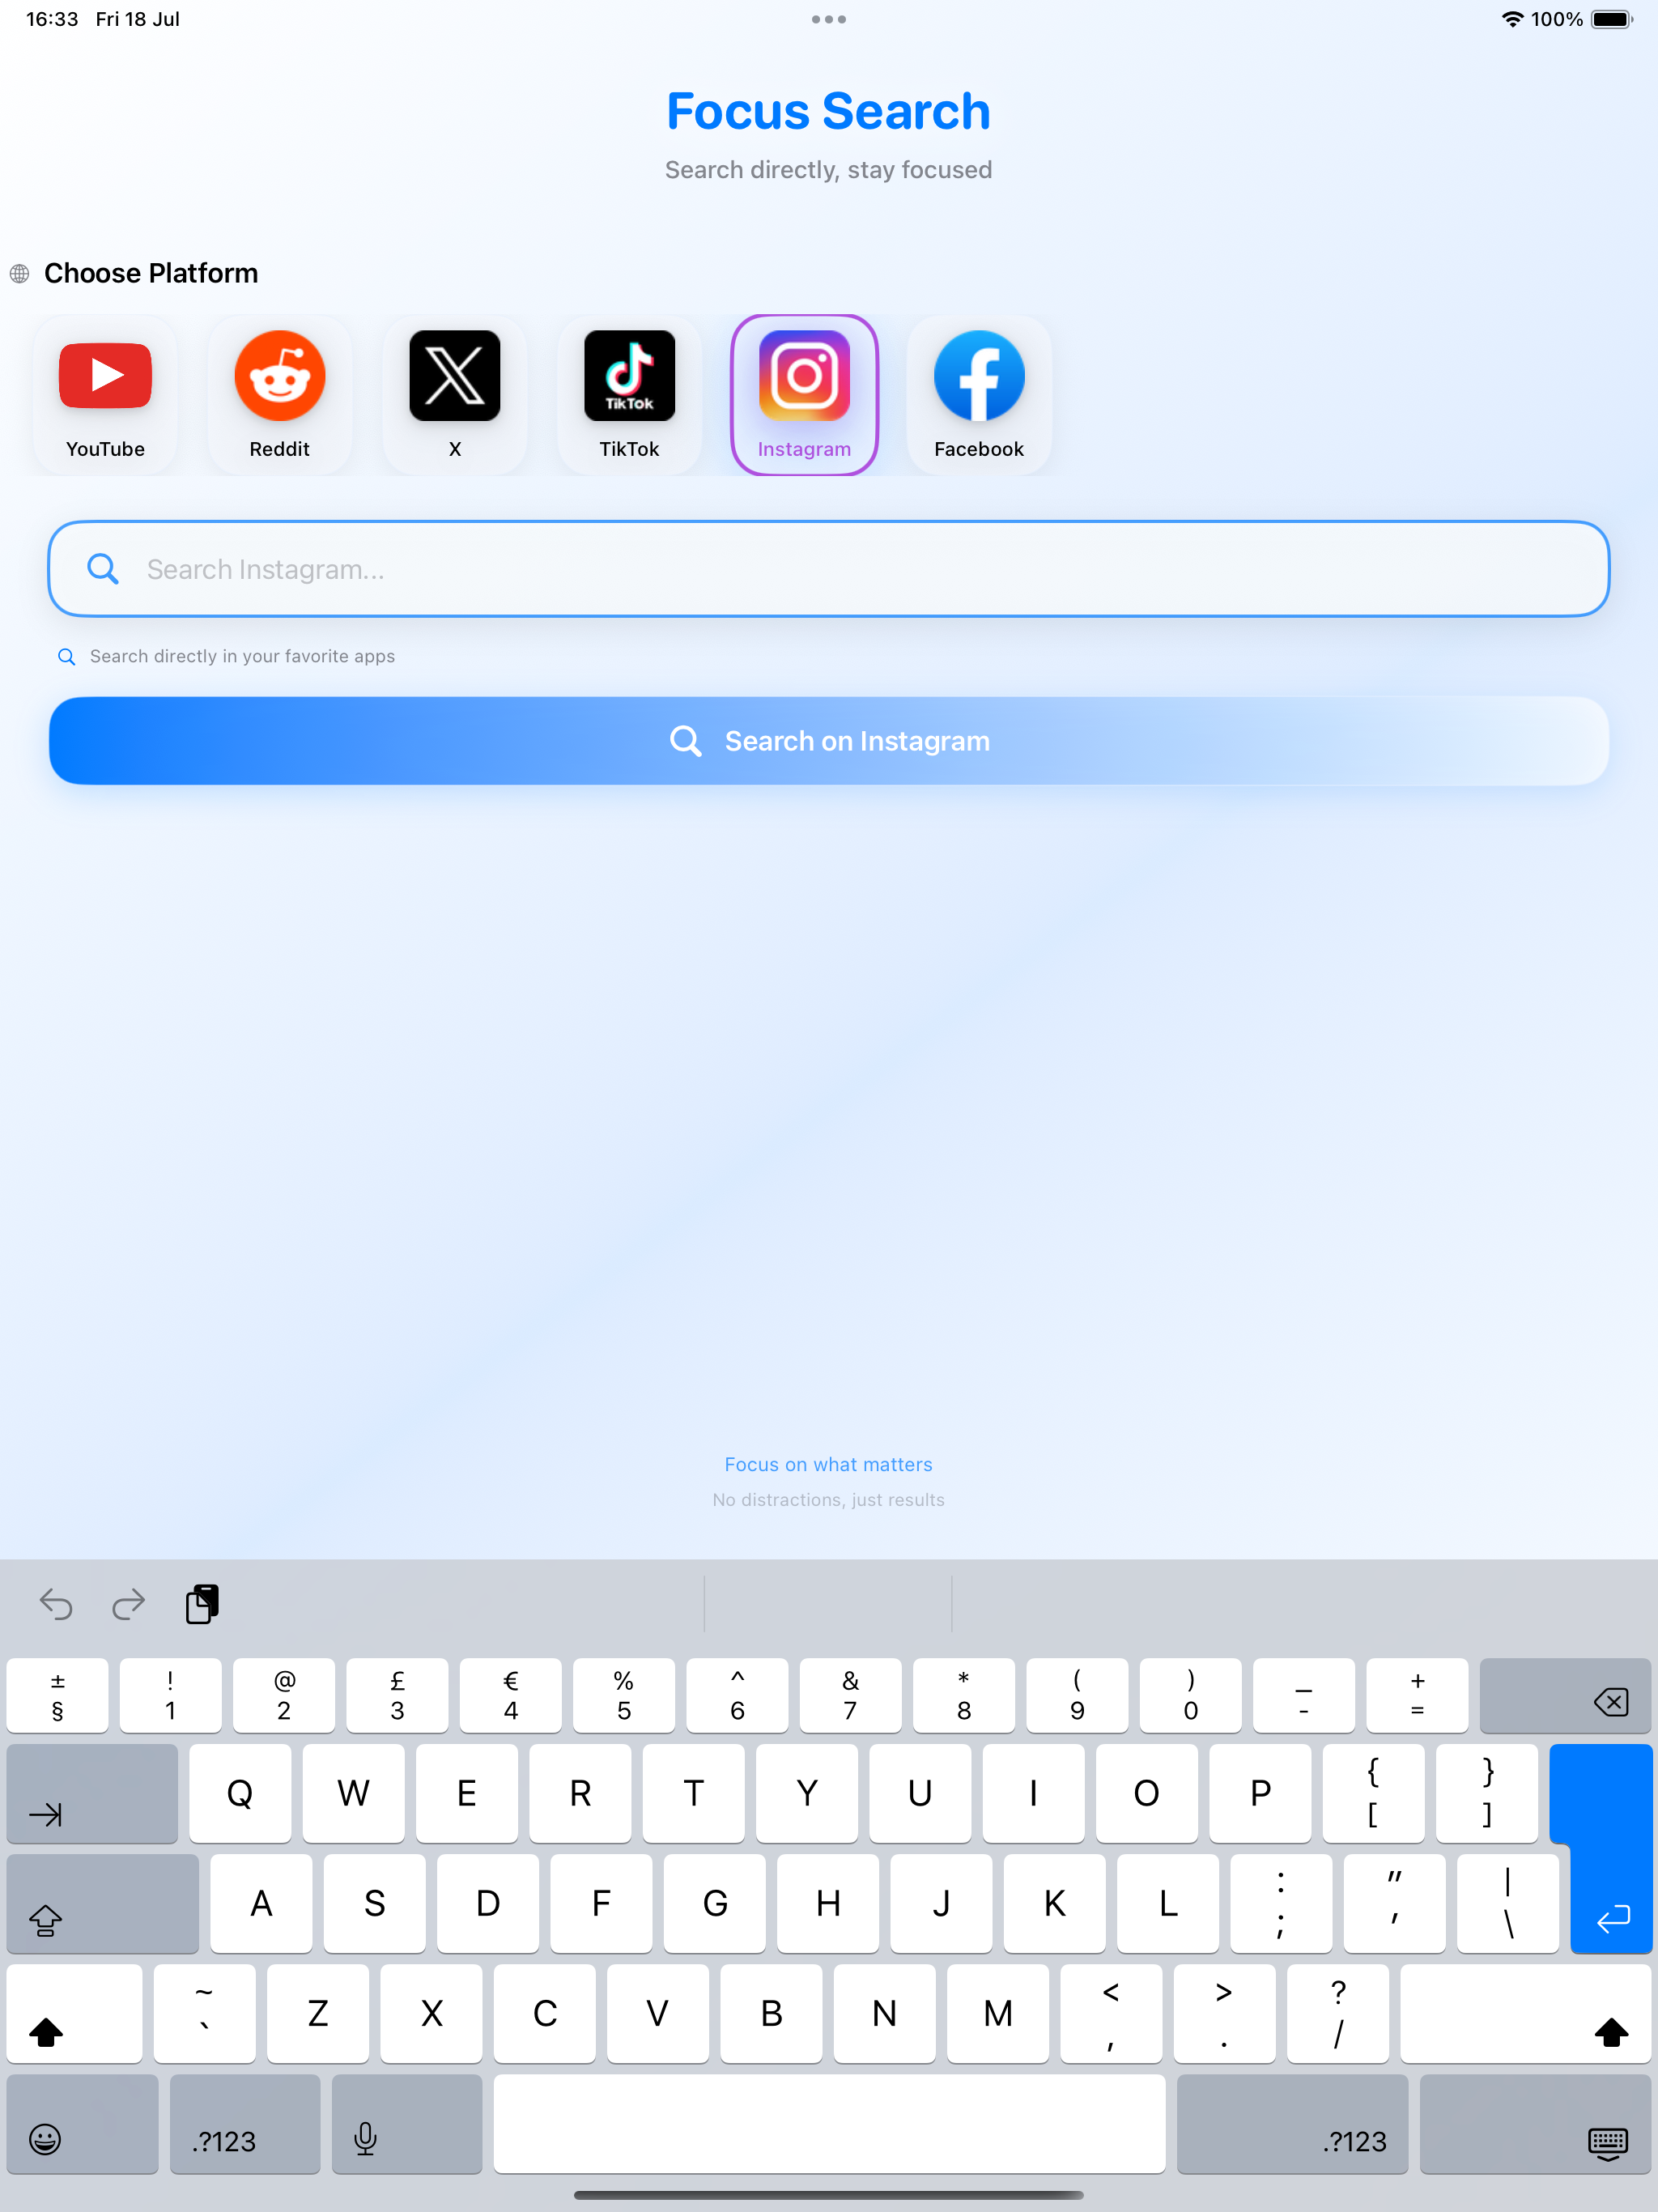 16:33 Fri 18 Jul 100%
Focus Search
Search directly, stay focused
Choose Platform
TikTok
YouTube Reddit X TikTok Instagram Facebook
Search Instagram...
Search directly in your favorite apps
Search on Instagram
Focus on what matters
No distractions, just results
± ! @ £ € % ^ & * ( ) _ +
§ 1 2 3 4 5 6 7 8 9 0 - =
Q W E R T Y U I O P { [ } ]
A S D F G H J K L : ; " ' | \
~ ` Z X C V B N M < , > . ? /
.?123 .?123